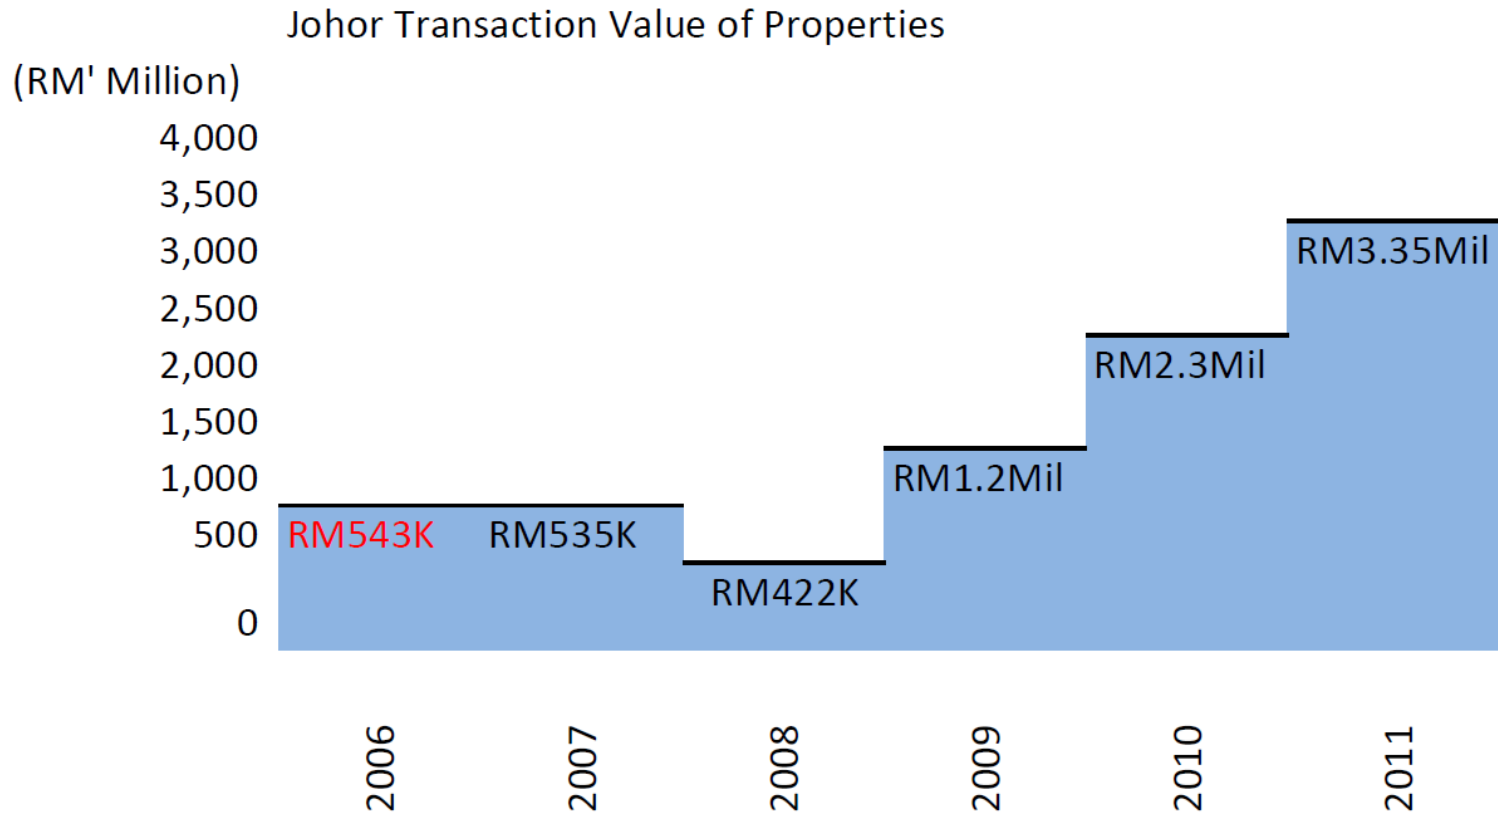 Johor Transaction Value of Properties
(RM' Million)
4,000
3,500
3,000
2,500
2,000
1,500
1,000
500
0
RM543K
RM535K
RM422K
RM1.2Mil
RM2.3Mil
RM3.35Mil
2006
2007
2008
2009
2010
2011